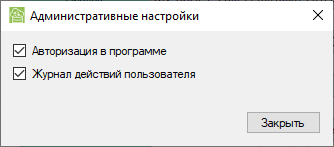 Административные настройки
Авторизация в программе
Журнал действий пользователя
Закрыть